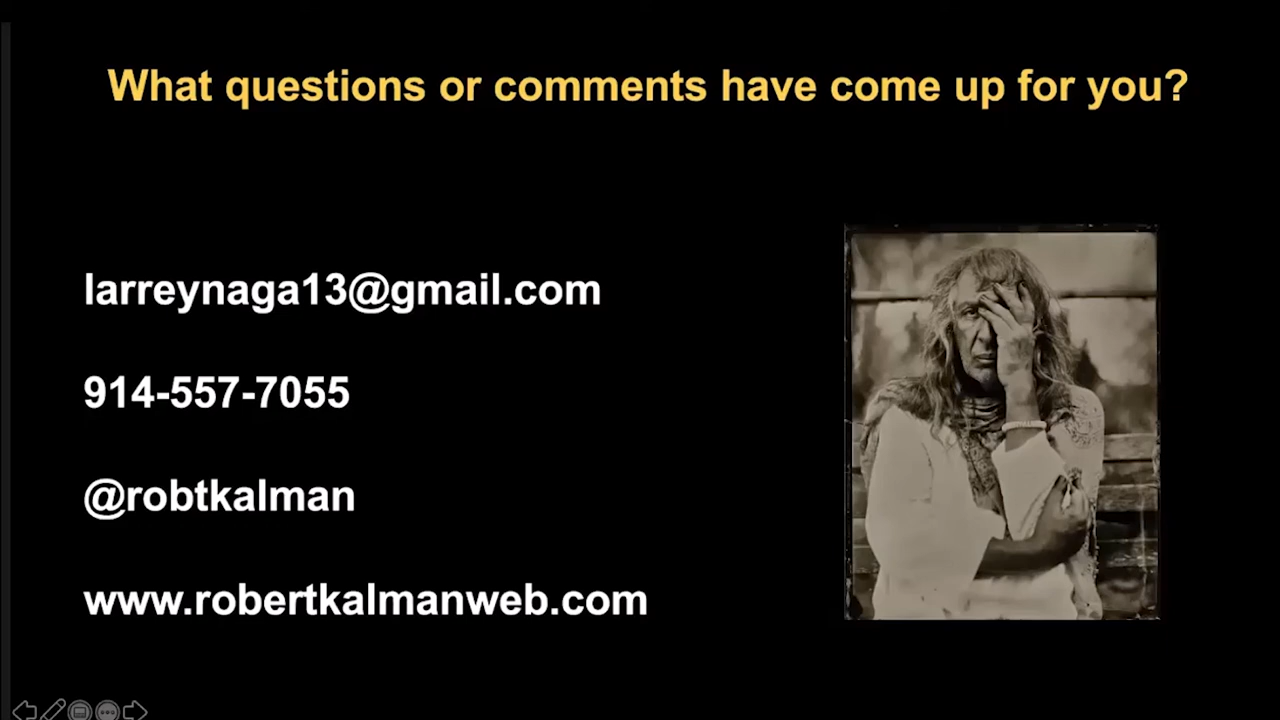 What questions or comments have come up for you?
larreynaga13@gmail.com
914-557-7055
@robtkalman
www.robertkalmanweb.com